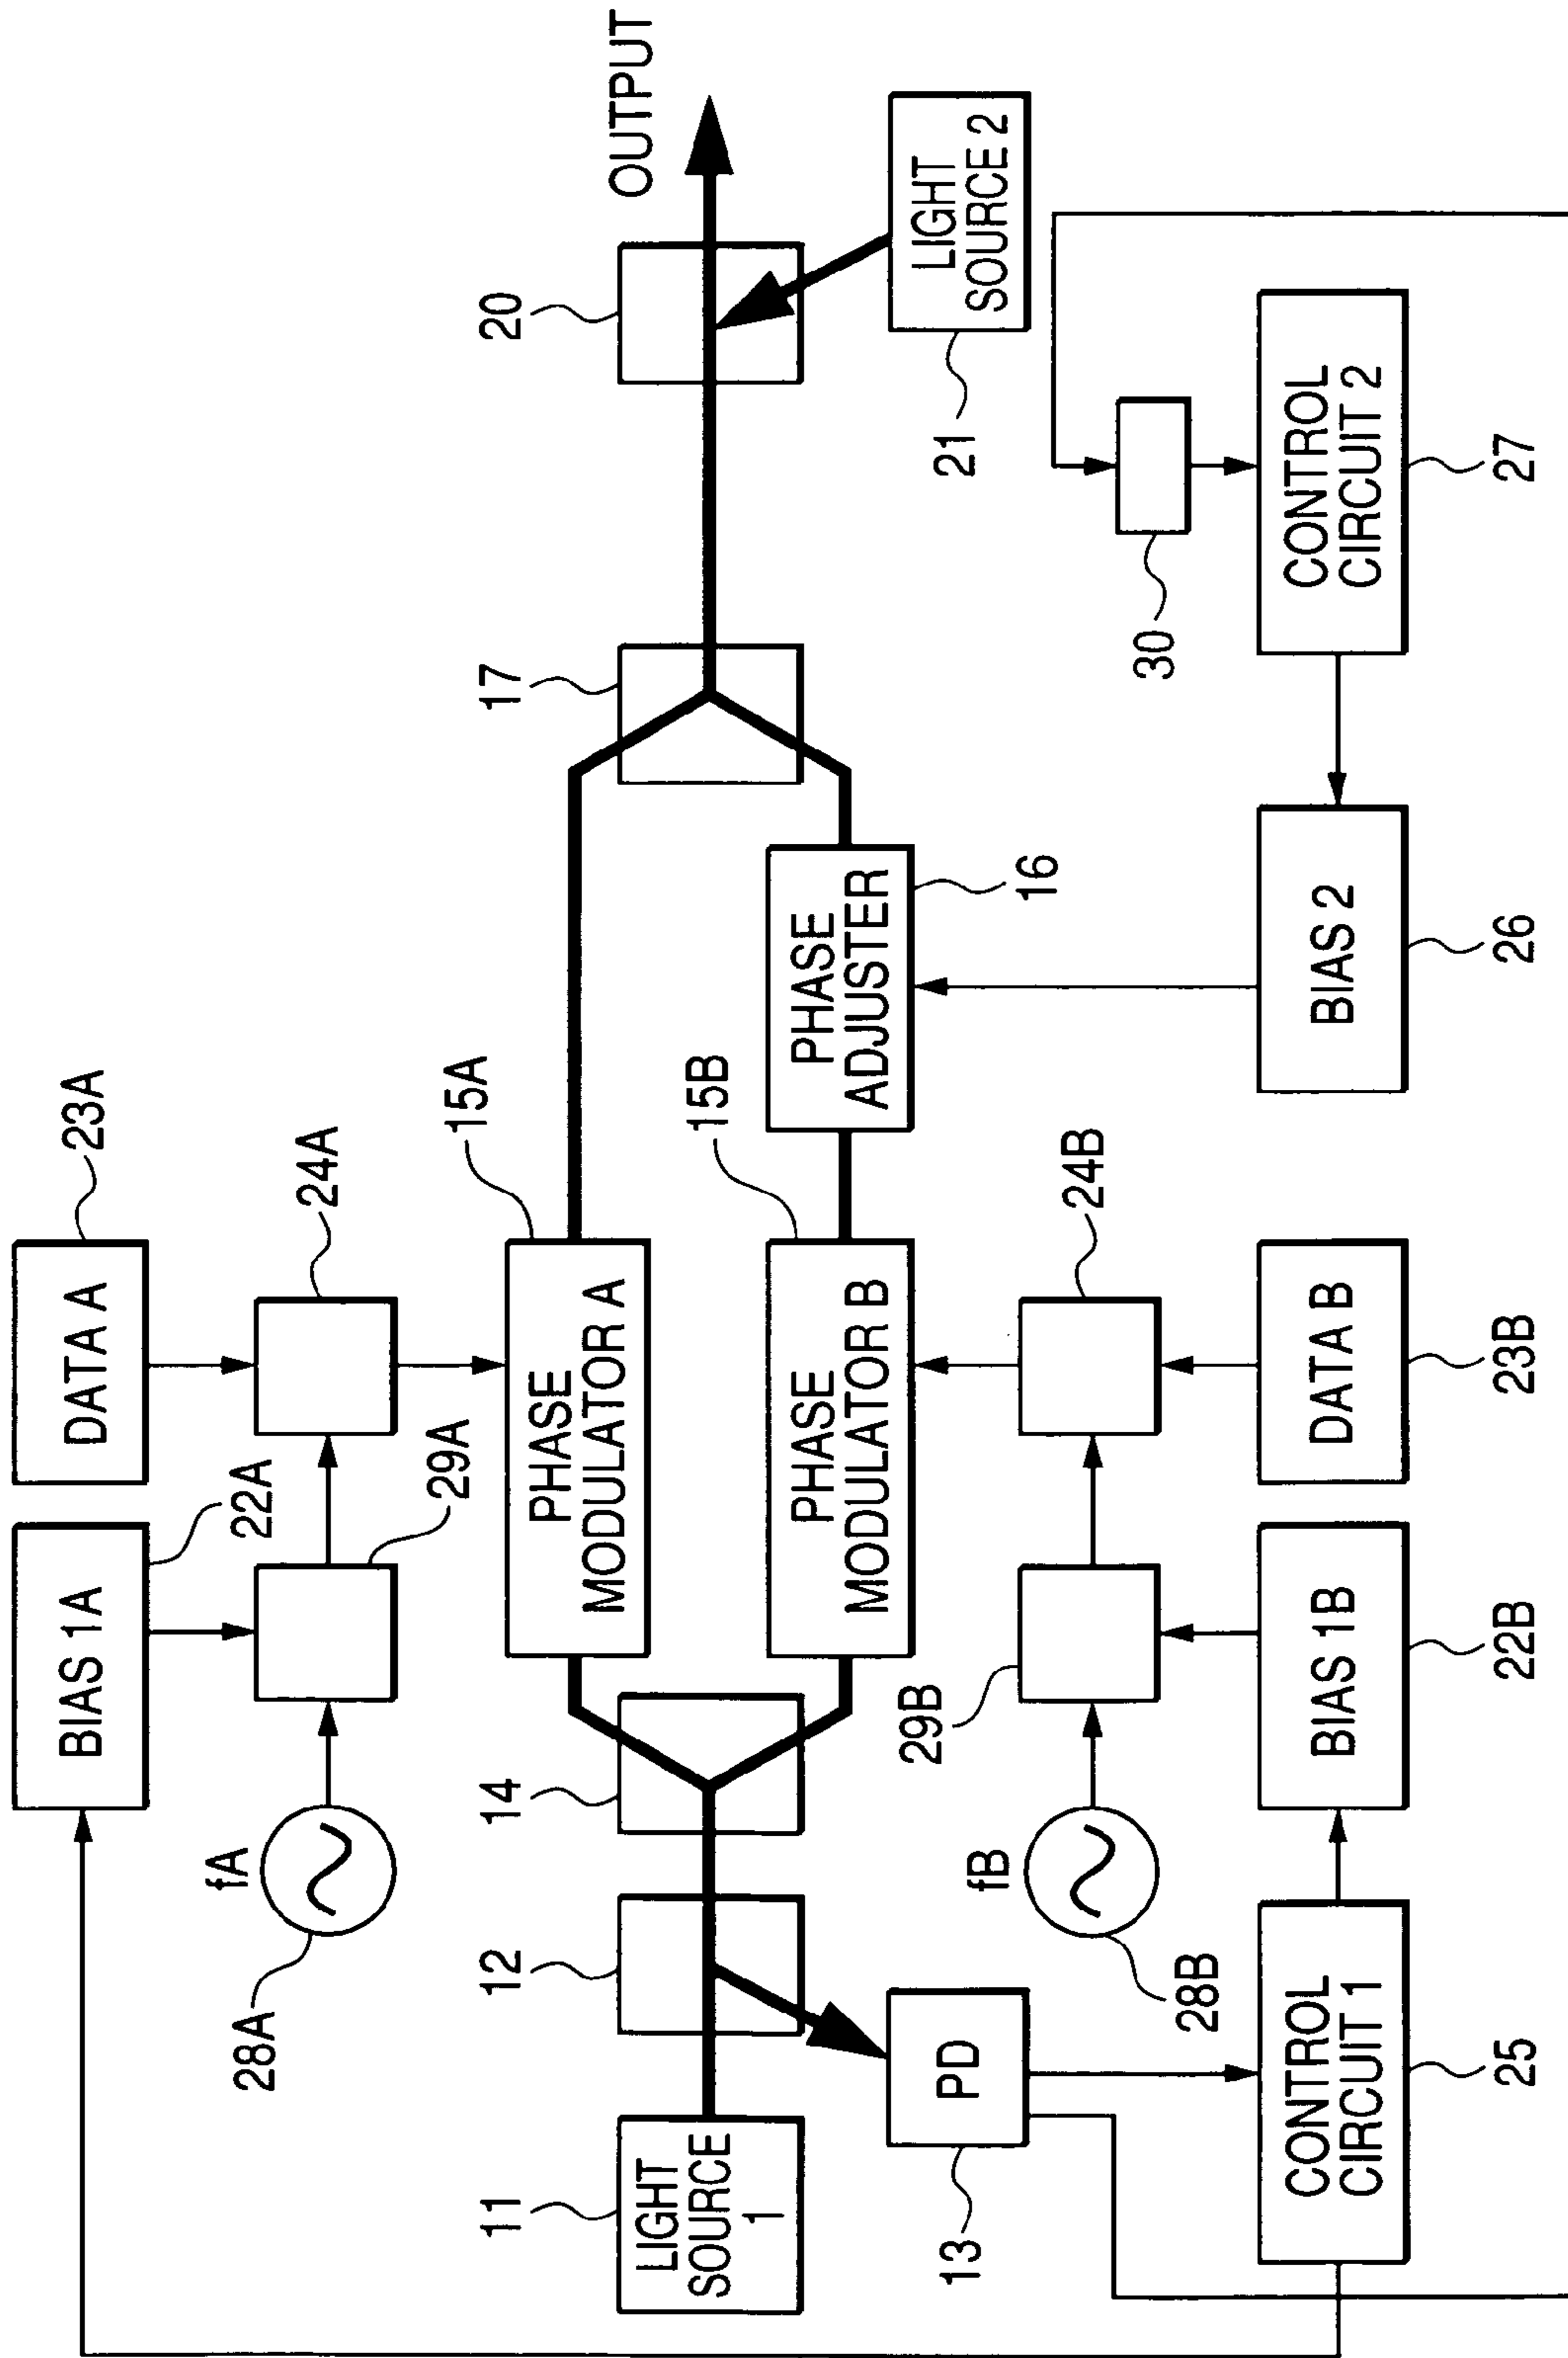 BIAS 1A
22A
DATA A
23A
fA
28A
29A
24A
11
LIGHT
SOURCE
1
12
14
PHASE
MODULATOR A
15A
17
20
OUTPUT
PHASE
MODULATOR B
15B
PHASE
ADJUSTER
16
LIGHT
SOURCE 2
21
PD
13
fB
28B
29B
24B
30
CONTROL
CIRCUIT 1
25
BIAS 1B
22B
DATA B
23B
BIAS 2
26
CONTROL
CIRCUIT 2
27